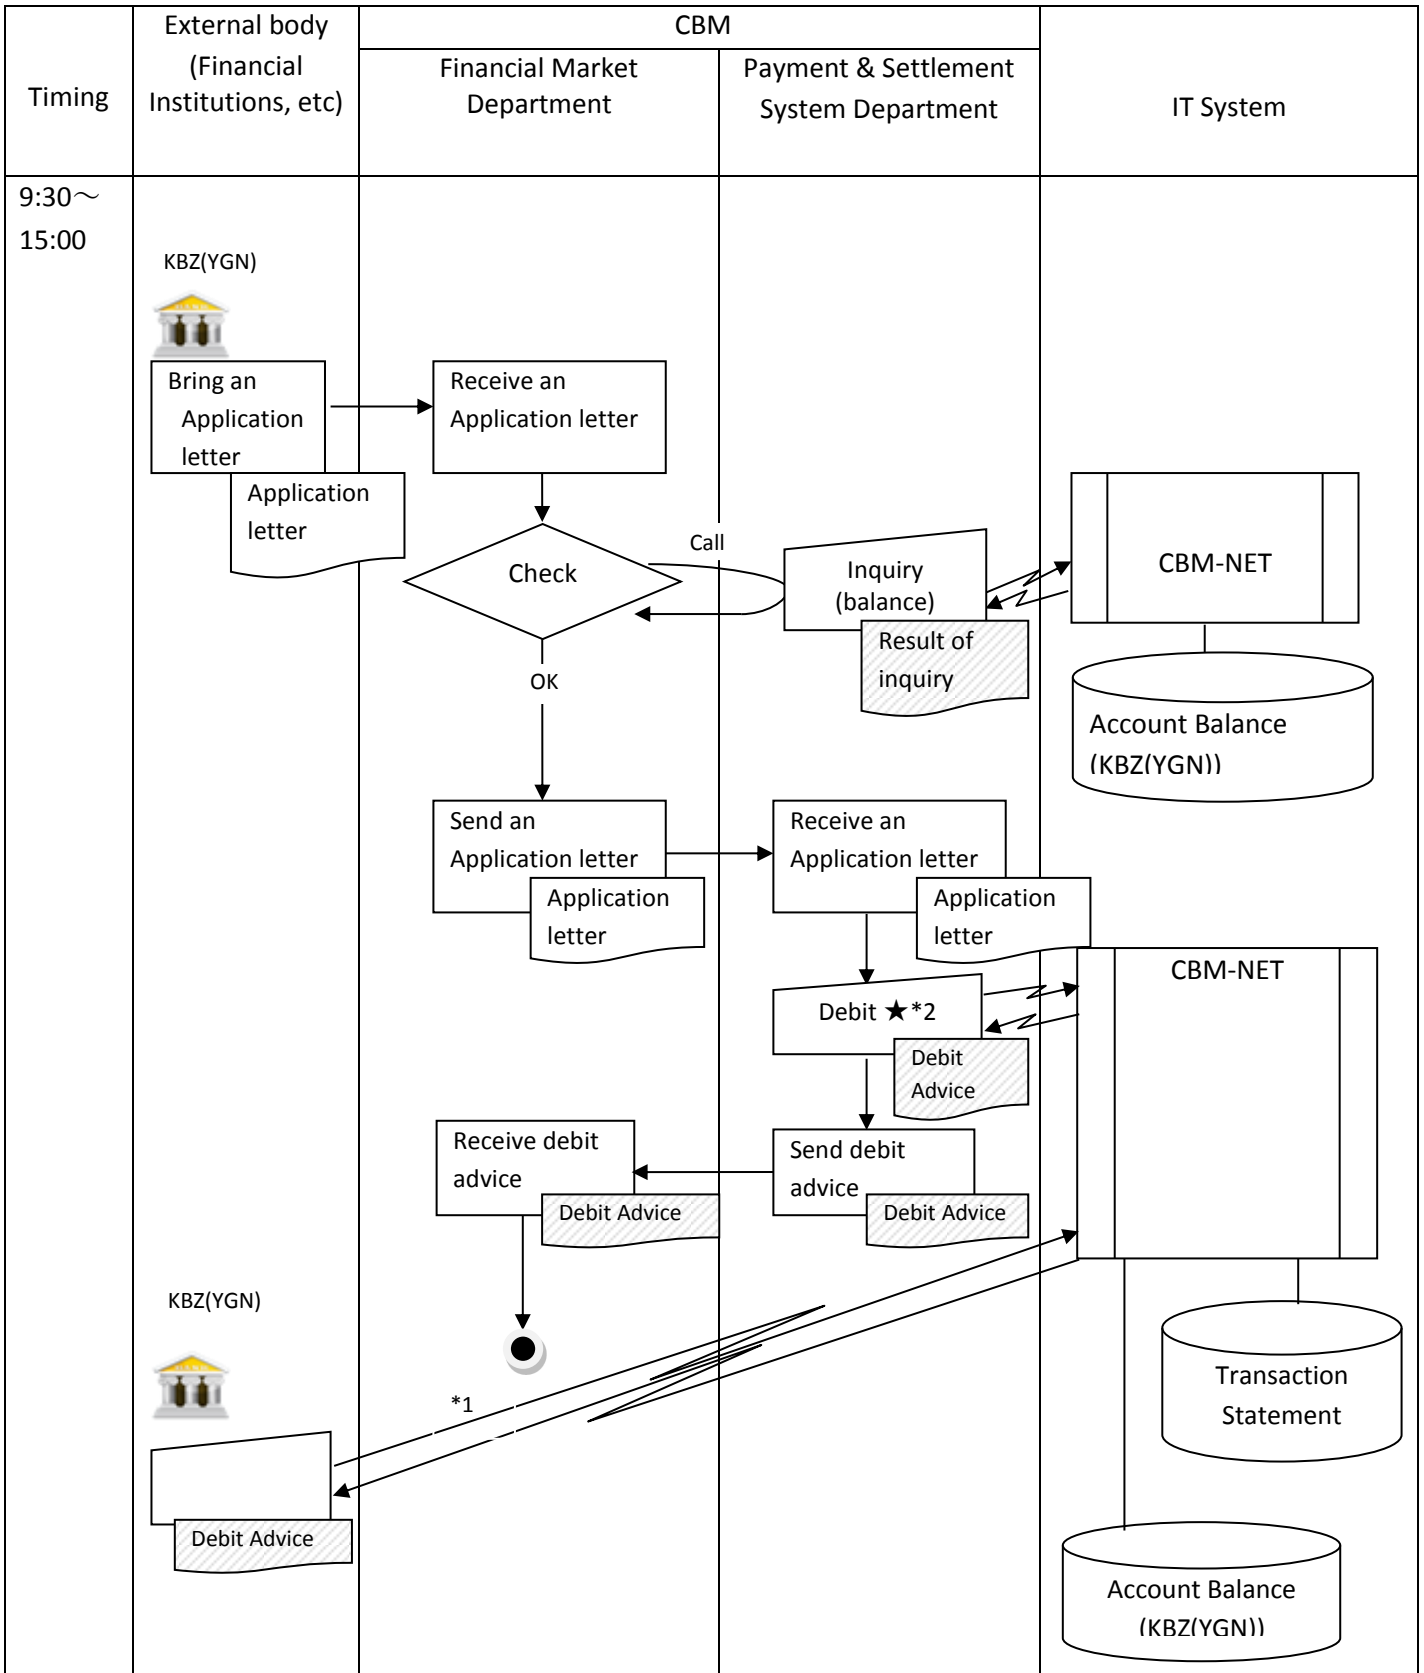 Timing
External body
(Financial
Institutions, etc)
CBM
Financial Market
Department
Payment & Settlement
System Department
IT System
9:30～
15:00
KBZ(YGN)
Bring an
Application
letter
Application
letter
Receive an
Application letter
Check
Call
Inquiry
(balance)
Result of
inquiry
CBM-NET
Account Balance
(KBZ(YGN))
OK
Send an
Application letter
Application
letter
Receive an
Application letter
Application
letter
CBM-NET
Debit ★*2
Debit
Advice
Send debit
advice
Debit Advice
Receive debit
advice
Debit Advice
KBZ(YGN)
*1
Debit Advice
Transaction
Statement
Account Balance
(KBZ(YGN))